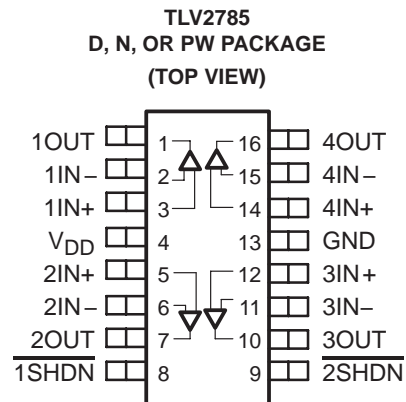 TLV2785
D, N, OR PW PACKAGE
(TOP VIEW)
1OUT 1 16 4OUT
1IN− 2 15 4IN−
1IN+ 3 14 4IN+
VDD 4 13 GND
2IN+ 5 12 3IN+
2IN− 6 11 3IN−
2OUT 7 10 3OUT
1SHDN 8 9 2SHDN